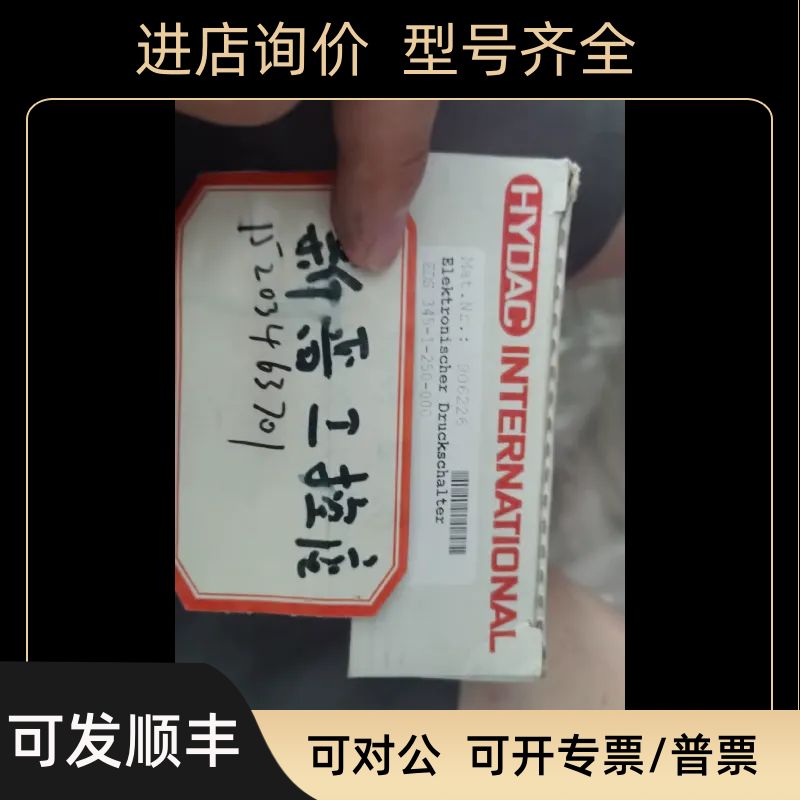 进店询价 型号齐全
HYDAC INTERNATIONAL
Mat.Nr.: 906226
Elektronischer Druckschalter
EDS 345-1-250-000
工控
15203463701
可发顺丰
可对公 可开专票/普票